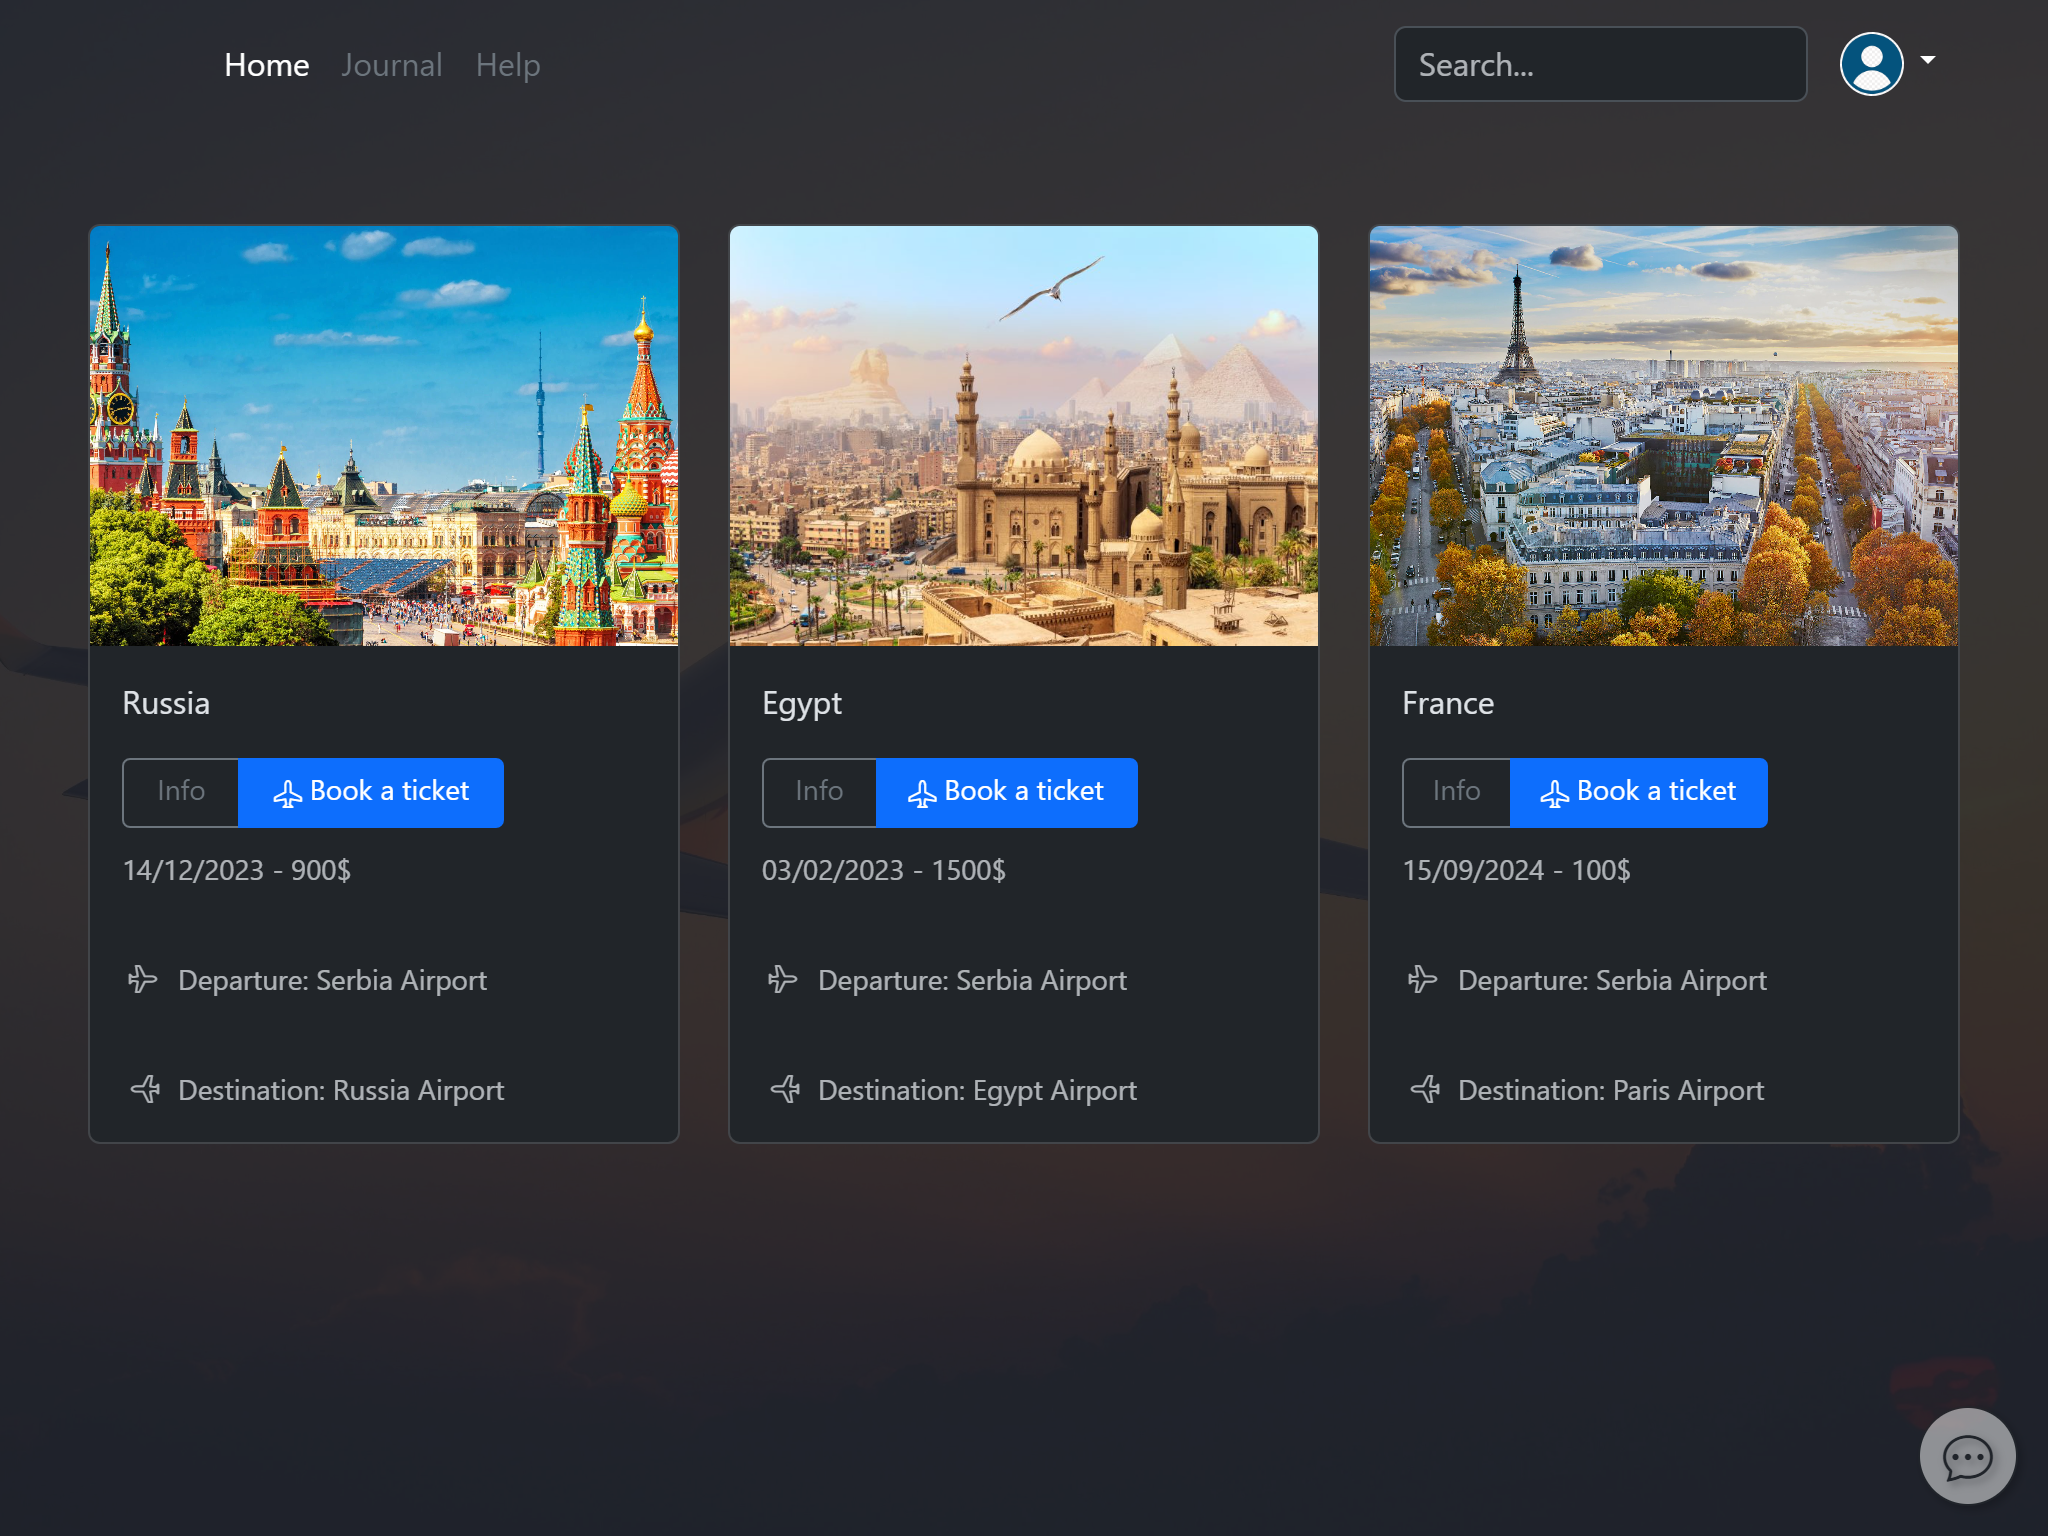 Home Journal Help Search...
Russia
Info Book a ticket
14/12/2023 - 900$
Departure: Serbia Airport
Destination: Russia Airport
Egypt
Info Book a ticket
03/02/2023 - 1500$
Departure: Serbia Airport
Destination: Egypt Airport
France
Info Book a ticket
15/09/2024 - 100$
Departure: Serbia Airport
Destination: Paris Airport